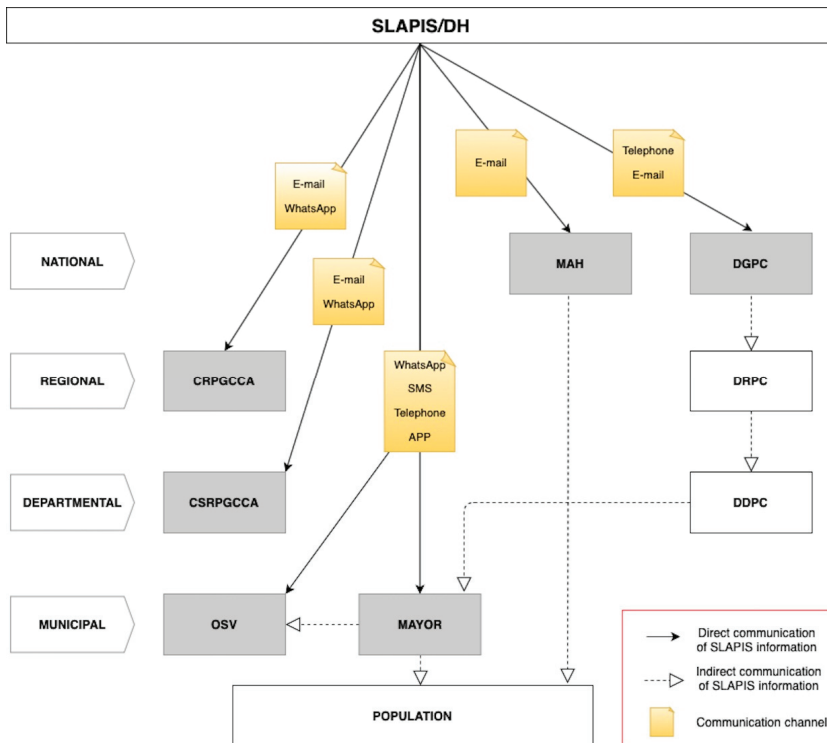 SLAPIS/DH
E-mail
Telephone
E-mail
E-mail
WhatsApp
NATIONAL
MAH
DGPC
E-mail
WhatsApp
REGIONAL
CRPGCCA
WhatsApp
SMS
Telephone
APP
DRPC
DEPARTMENTAL
CSRPGCCA
DDPC
MUNICIPAL
OSV
MAYOR
Direct communication
of SLAPIS information
Indirect communication
of SLAPIS information
Communication channel
POPULATION